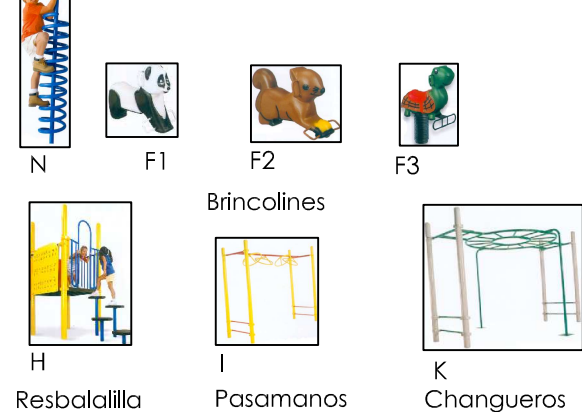 N
F1
F2
F3
Brincolines
H
I
K
Resbalalilla
Pasamanos
Changueros